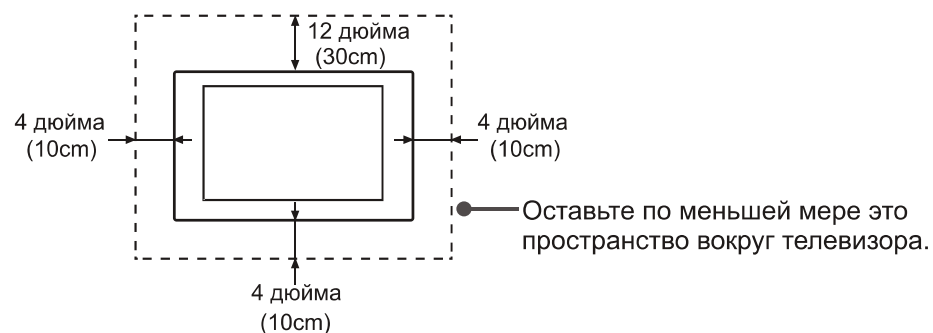 12 дюйма
(30cm)
4 дюйма
(10cm)
4 дюйма
(10cm)
Оставьте по меньшей мере это
пространство вокруг телевизора.
4 дюйма
(10cm)